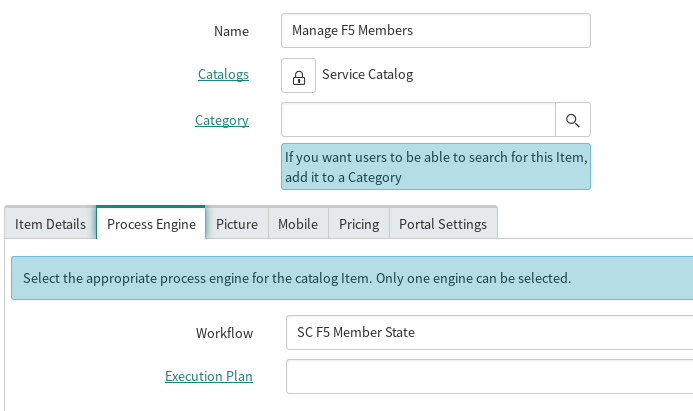 Name Manage F5 Members
Catalogs Service Catalog
Category
If you want users to be able to search for this Item,
add it to a Category
Item Details Process Engine Picture Mobile Pricing Portal Settings
Select the appropriate process engine for the catalog Item. Only one engine can be selected.
Workflow SC F5 Member State
Execution Plan